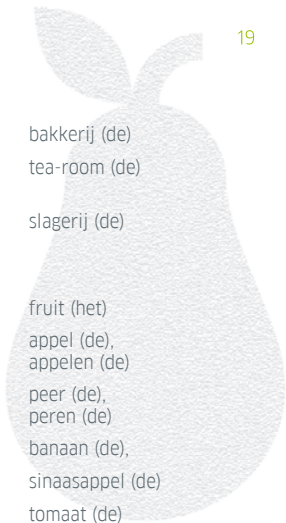 19
bakkerij (de)
tea-room (de)
slagerij (de)
fruit (het)
appel (de),
appelen (de)
peer (de),
peren (de)
banaan (de),
sinaasappel (de)
tomaat (de)